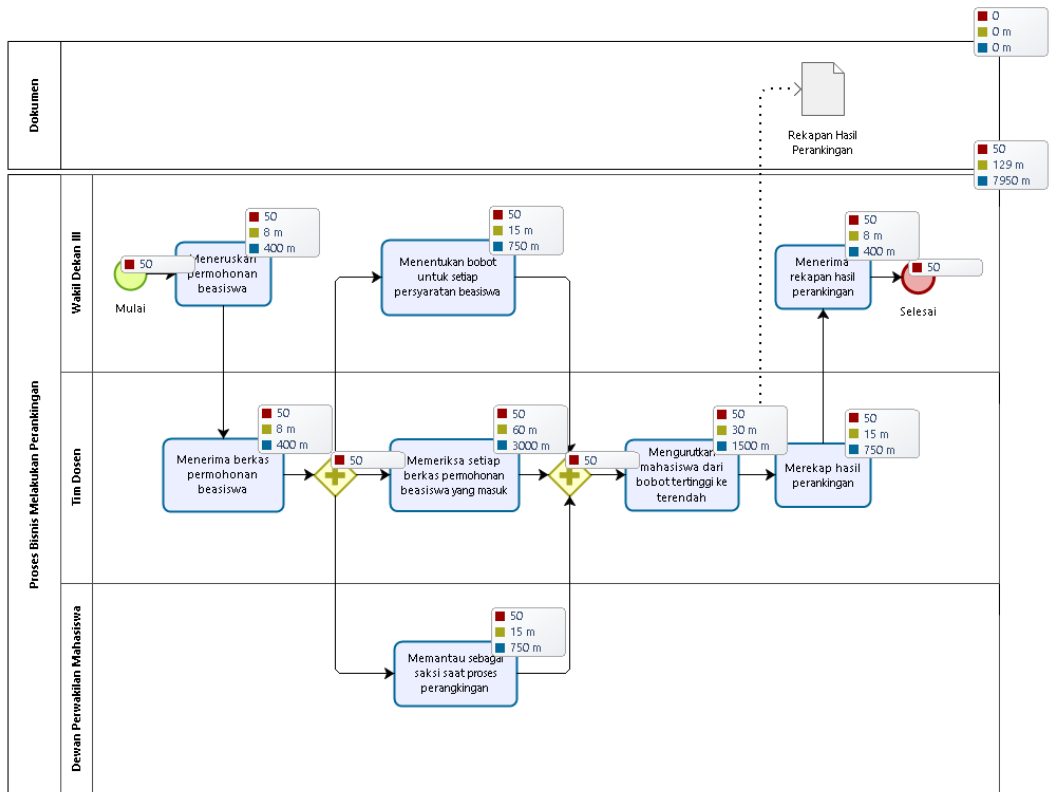 0
0 m
0 m
Dokumen
Rekapan Hasil
Perankingan
50
129 m
7950 m
Proses Bisnis Melakukan Perankingan
Wakil Dekan III
50
Mulai
50
8 m
400 m
Meneruskan
permohonan
beasiswa
50
15 m
750 m
Menentukan bobot
untuk setiap
persyaratan beasiswa
50
8 m
400 m
Menerima
rekapan hasil
perankingan
50
Selesai
Tim Dosen
50
8 m
400 m
Menerima berkas
permohonan
beasiswa
50
50
60 m
3000 m
Memeriksa setiap
berkas permohonan
beasiswa yang masuk
50
50
30 m
1500 m
Mengurutkan
mahasiswa dari
bobot tertinggi ke
terendah
50
15 m
750 m
Merekap hasil
perankingan
Dewan Perwakilan Mahasiswa
50
15 m
750 m
Memantau sebagai
saksi saat proses
perangkingan